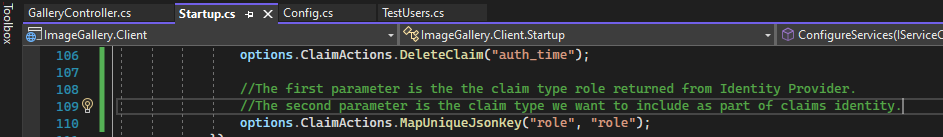 Toolbox
GalleryController.cs Startup.cs Config.cs TestUsers.cs
ImageGallery.Client ImageGallery.Client.Startup ConfigureServices(IServiceC
106 options.ClaimActions.DeleteClaim("auth_time");
107
108 //The first parameter is the the claim type role returned from Identity Provider.
109 //The second parameter is the claim type we want to include as part of claims identity.
110 options.ClaimActions.MapUniqueJsonKey("role", "role");